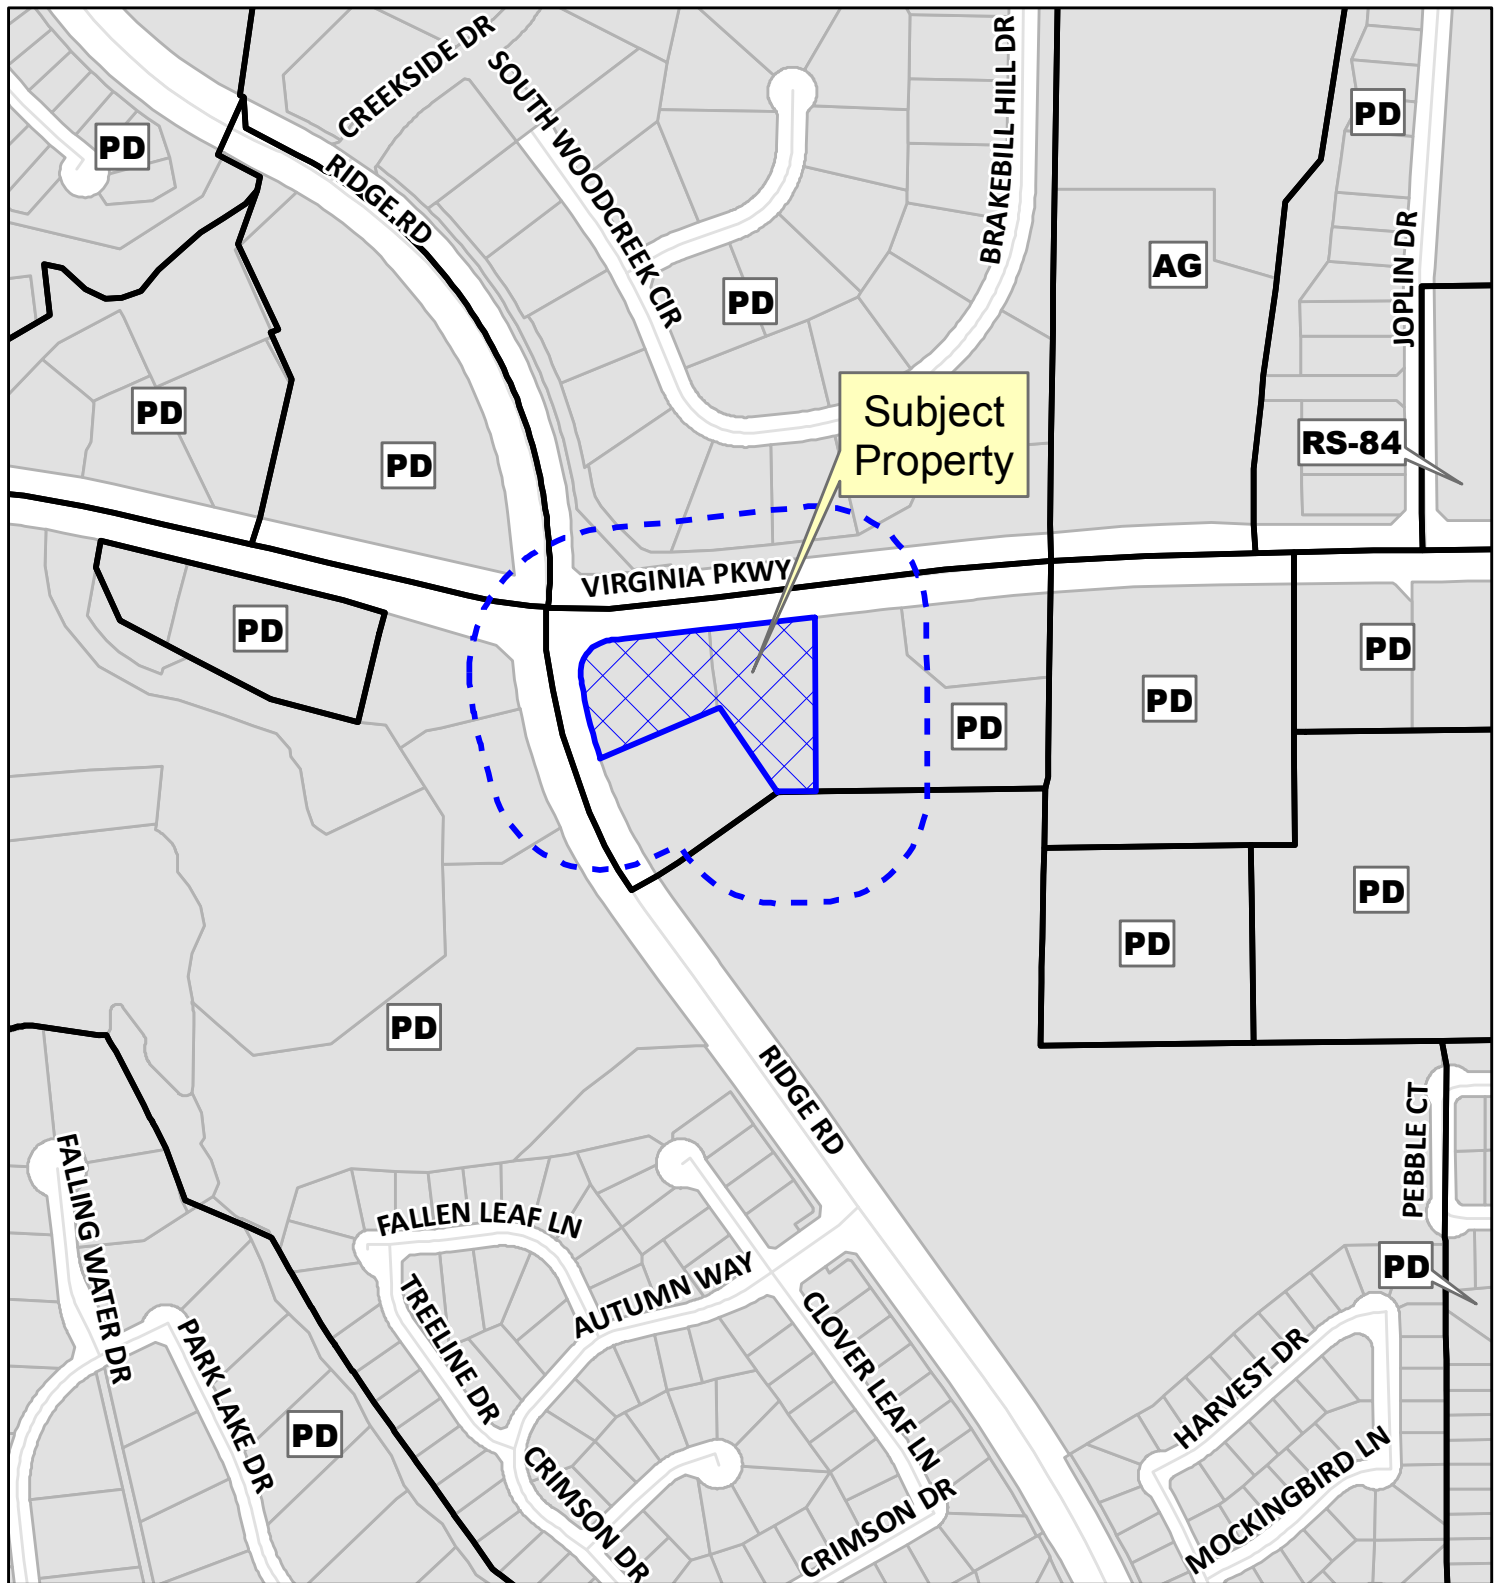 CREEKSIDE DR
SOUTH WOODCREEK CIR
BRAKEBILL HILL DR
PD
PD
RIDGE RD
JOPLIN DR
AG
PD
PD
PD
RS-84
Subject
Property
VIRGINIA PKWY
PD
PD
PD
PD
PD
PD
PD
RIDGE RD
PEBBLE CT
FALLING WATER DR
FALLEN LEAF LN
AUTUMN WAY
PD
TREELINE DR
CLOVER LEAF LN
PARK LAKE DR
HARVEST DR
PD
CRIMSON DR
MOCKINGBIRD LN
CRIMSON DR